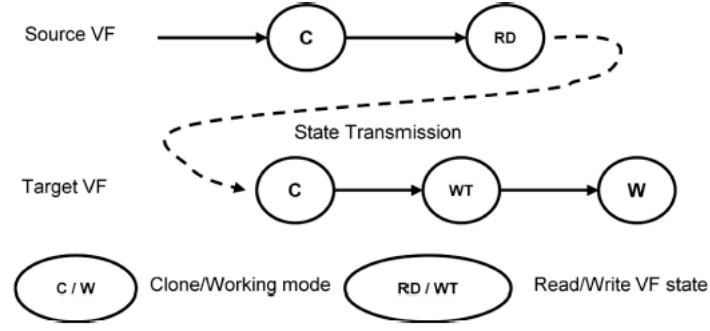 Source VF
C
RD
State Transmission
Target VF
C
WT
W
C / W
Clone/Working mode
RD / WT
Read/Write VF state